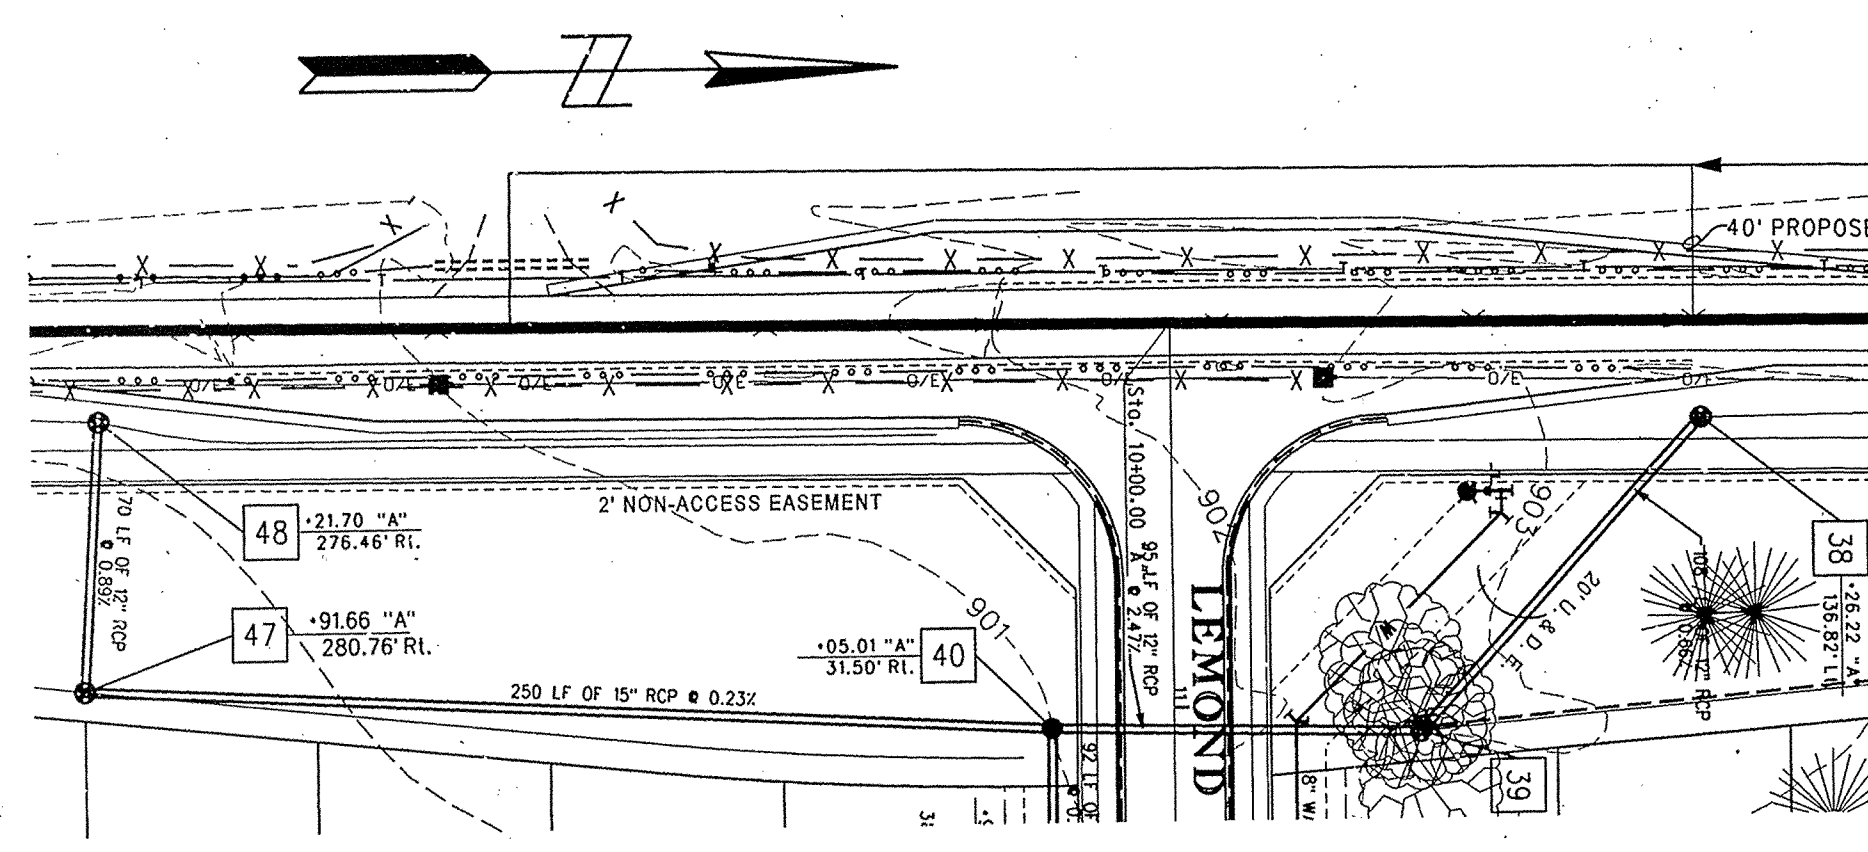 40' PROPOSE
O/E
O/E
O/E
O/E
O/E
O/E
O/E
O/E
Sta. 10+00.00
2' NON-ACCESS EASEMENT
902
903
901
48
+21.70 "A"
276.46' Rt.
70 LF OF 12" RCP
@ 0.89%
47
+91.66 "A"
280.76' Rt.
+05.01 "A"
31.50' Rt.
40
250 LF OF 15" RCP @ 0.23%
95 LF OF 12" RCP
@ 2.47%
LEMOND
111
92 LF OF
20' U. & D.E.
38
+26.22 "A"
136.82' Lt
39
8" W